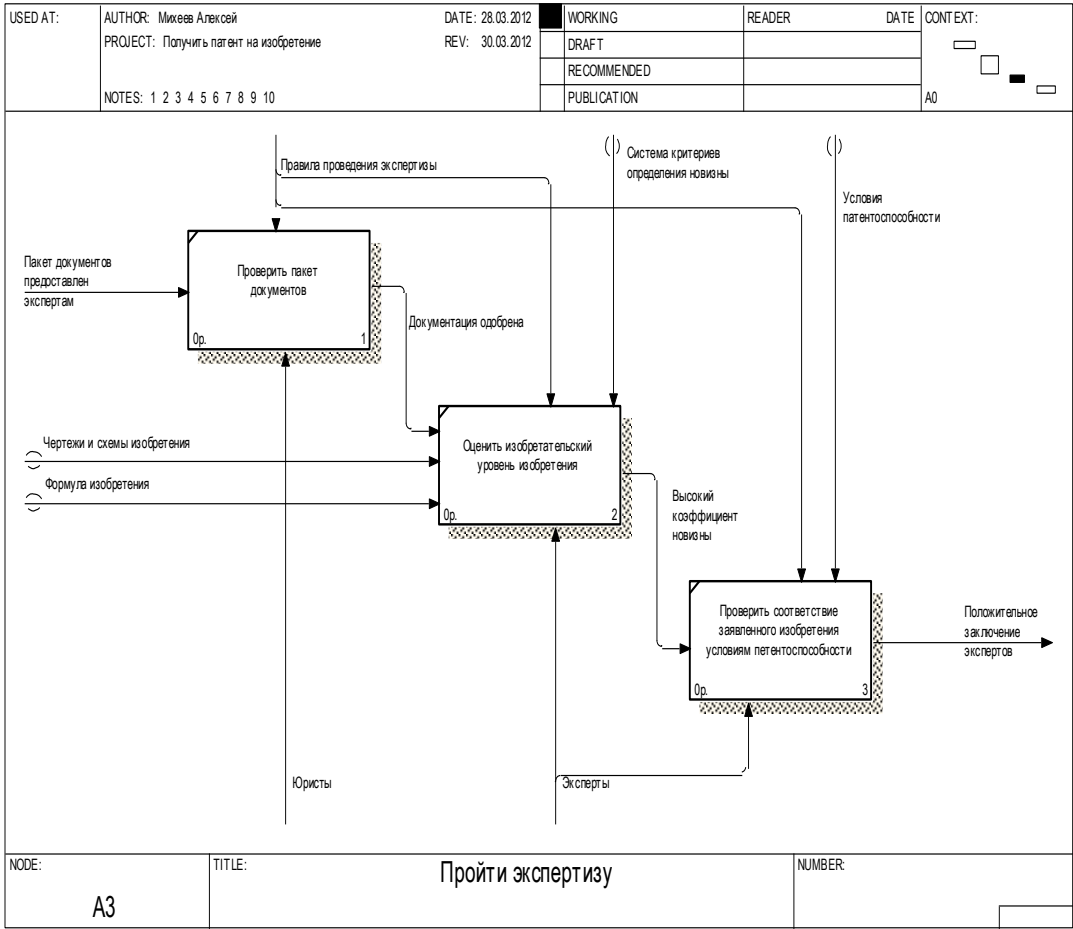 USED AT:
AUTHOR: Михеев Алексей
DATE: 28.03.2012
PROJECT: Получить патент на изобретение
REV: 30.03.2012
NOTES: 1 2 3 4 5 6 7 8 9 10
WORKING
DRAFT
RECOMMENDED
PUBLICATION
READER
DATE
CONTEXT:
A0
Правила проведения экспертизы
( )
Система критериев
определения новизны
( )
Условия
патентоспособности
Пакет документов
предоставлен
экспертам
Проверить пакет
документов
0р.
1
Документация одобрена
Чертежи и схемы изобретения
Формула изобретения
Оценить изобретательский
уровень изобретения
0р.
2
Высокий
коэффициент
новизны
Проверить соответствие
заявленного изобретения
условиям петентоспособности
0р.
3
Положительное
заключение
экспертов
Юристы
Эксперты
NODE:
A3
TITLE:
Пройти экспертизу
NUMBER: